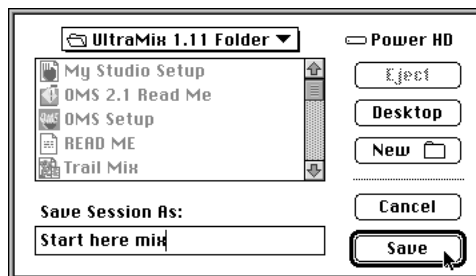 UltraMix 1.11 Folder
Power HD
My Studio Setup
OMS 2.1 Read Me
OMS Setup
READ ME
Trail Mix
Eject
Desktop
New
Save Session As:
Start here mix
Cancel
Save